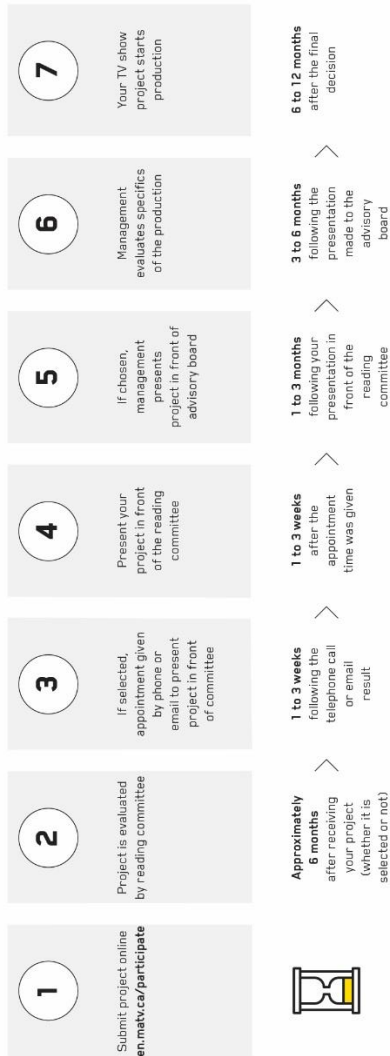 1
Submit project online
en.matv.ca/participate
2
Project is evaluated
by reading committee
Approximately
6 months
after receiving
your project
(whether it is
selected or not)
3
If selected,
appointment given
by phone or
email to present
project in front
of committee
1 to 3 weeks
following the
telephone call
or email
result
4
Present your
project in front
of the reading
committee
1 to 3 weeks
after the
appointment
time was given
5
If chosen,
management
presents
project in front of
advisory board
1 to 3 months
following your
presentation in
front of the
reading
committee
6
Management
evaluates specifics
of the production
3 to 6 months
following the
presentation
made to the
advisory
board
7
Your TV show
project starts
production
6 to 12 months
after the final
decision